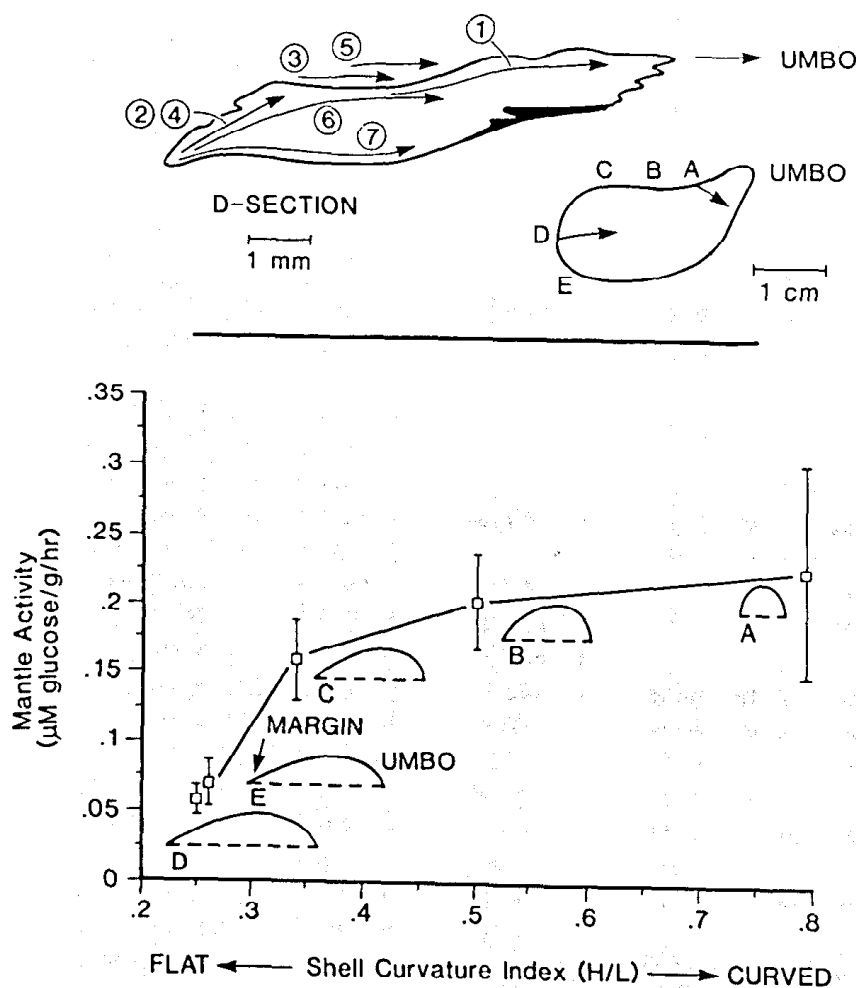 ① → UMBO
③ ⑤
② ④
⑥
⑦
D-SECTION
1 mm
C B A UMBO
D
E
1 cm
.35
.3
.25
.2
.15
.1
.05
0
Mantle Activity
(μM glucose/g/hr)
A
B
C
MARGIN
UMBO
E
D
.2 .3 .4 .5 .6 .7 .8
FLAT ← Shell Curvature Index (H/L) → CURVED